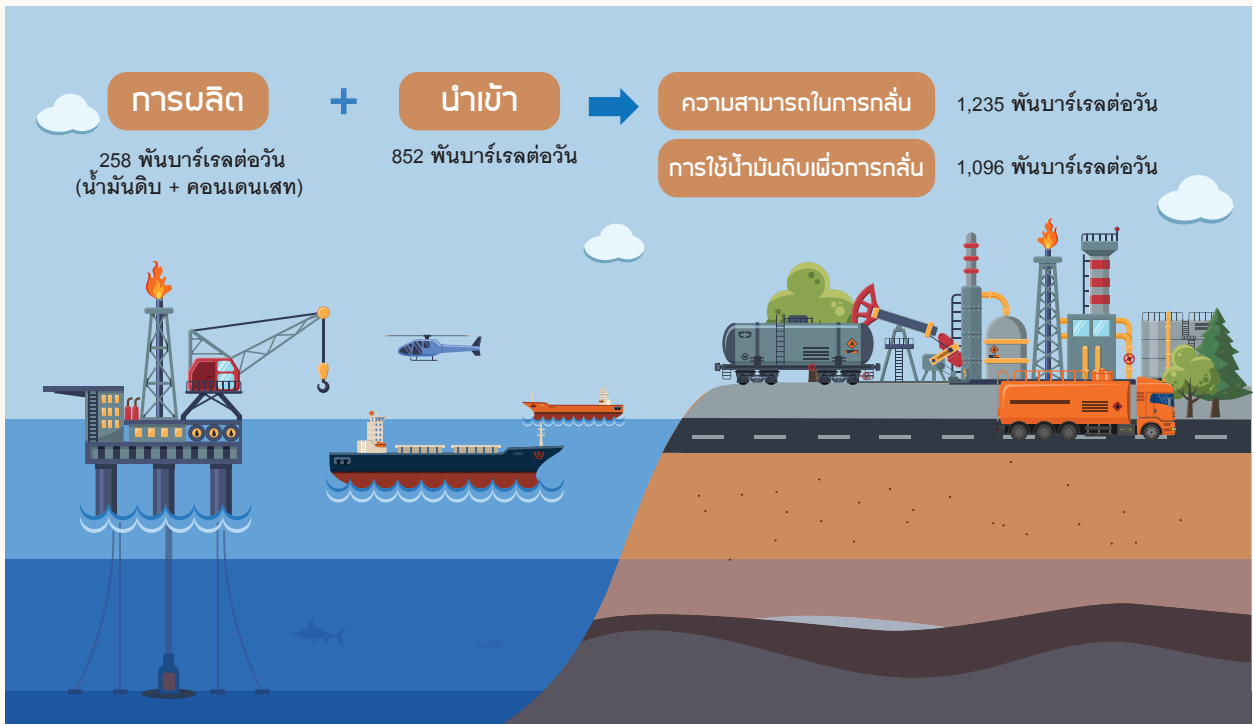 การผลิต
+
นำเข้า
ความสามารถในการกลั่น
1,235 พันบาร์เรลต่อวัน
258 พันบาร์เรลต่อวัน
(น้ำมันดิบ + คอนเดนเสท)
852 พันบาร์เรลต่อวัน
การใช้น้ำมันดิบเพื่อการกลั่น
1,096 พันบาร์เรลต่อวัน